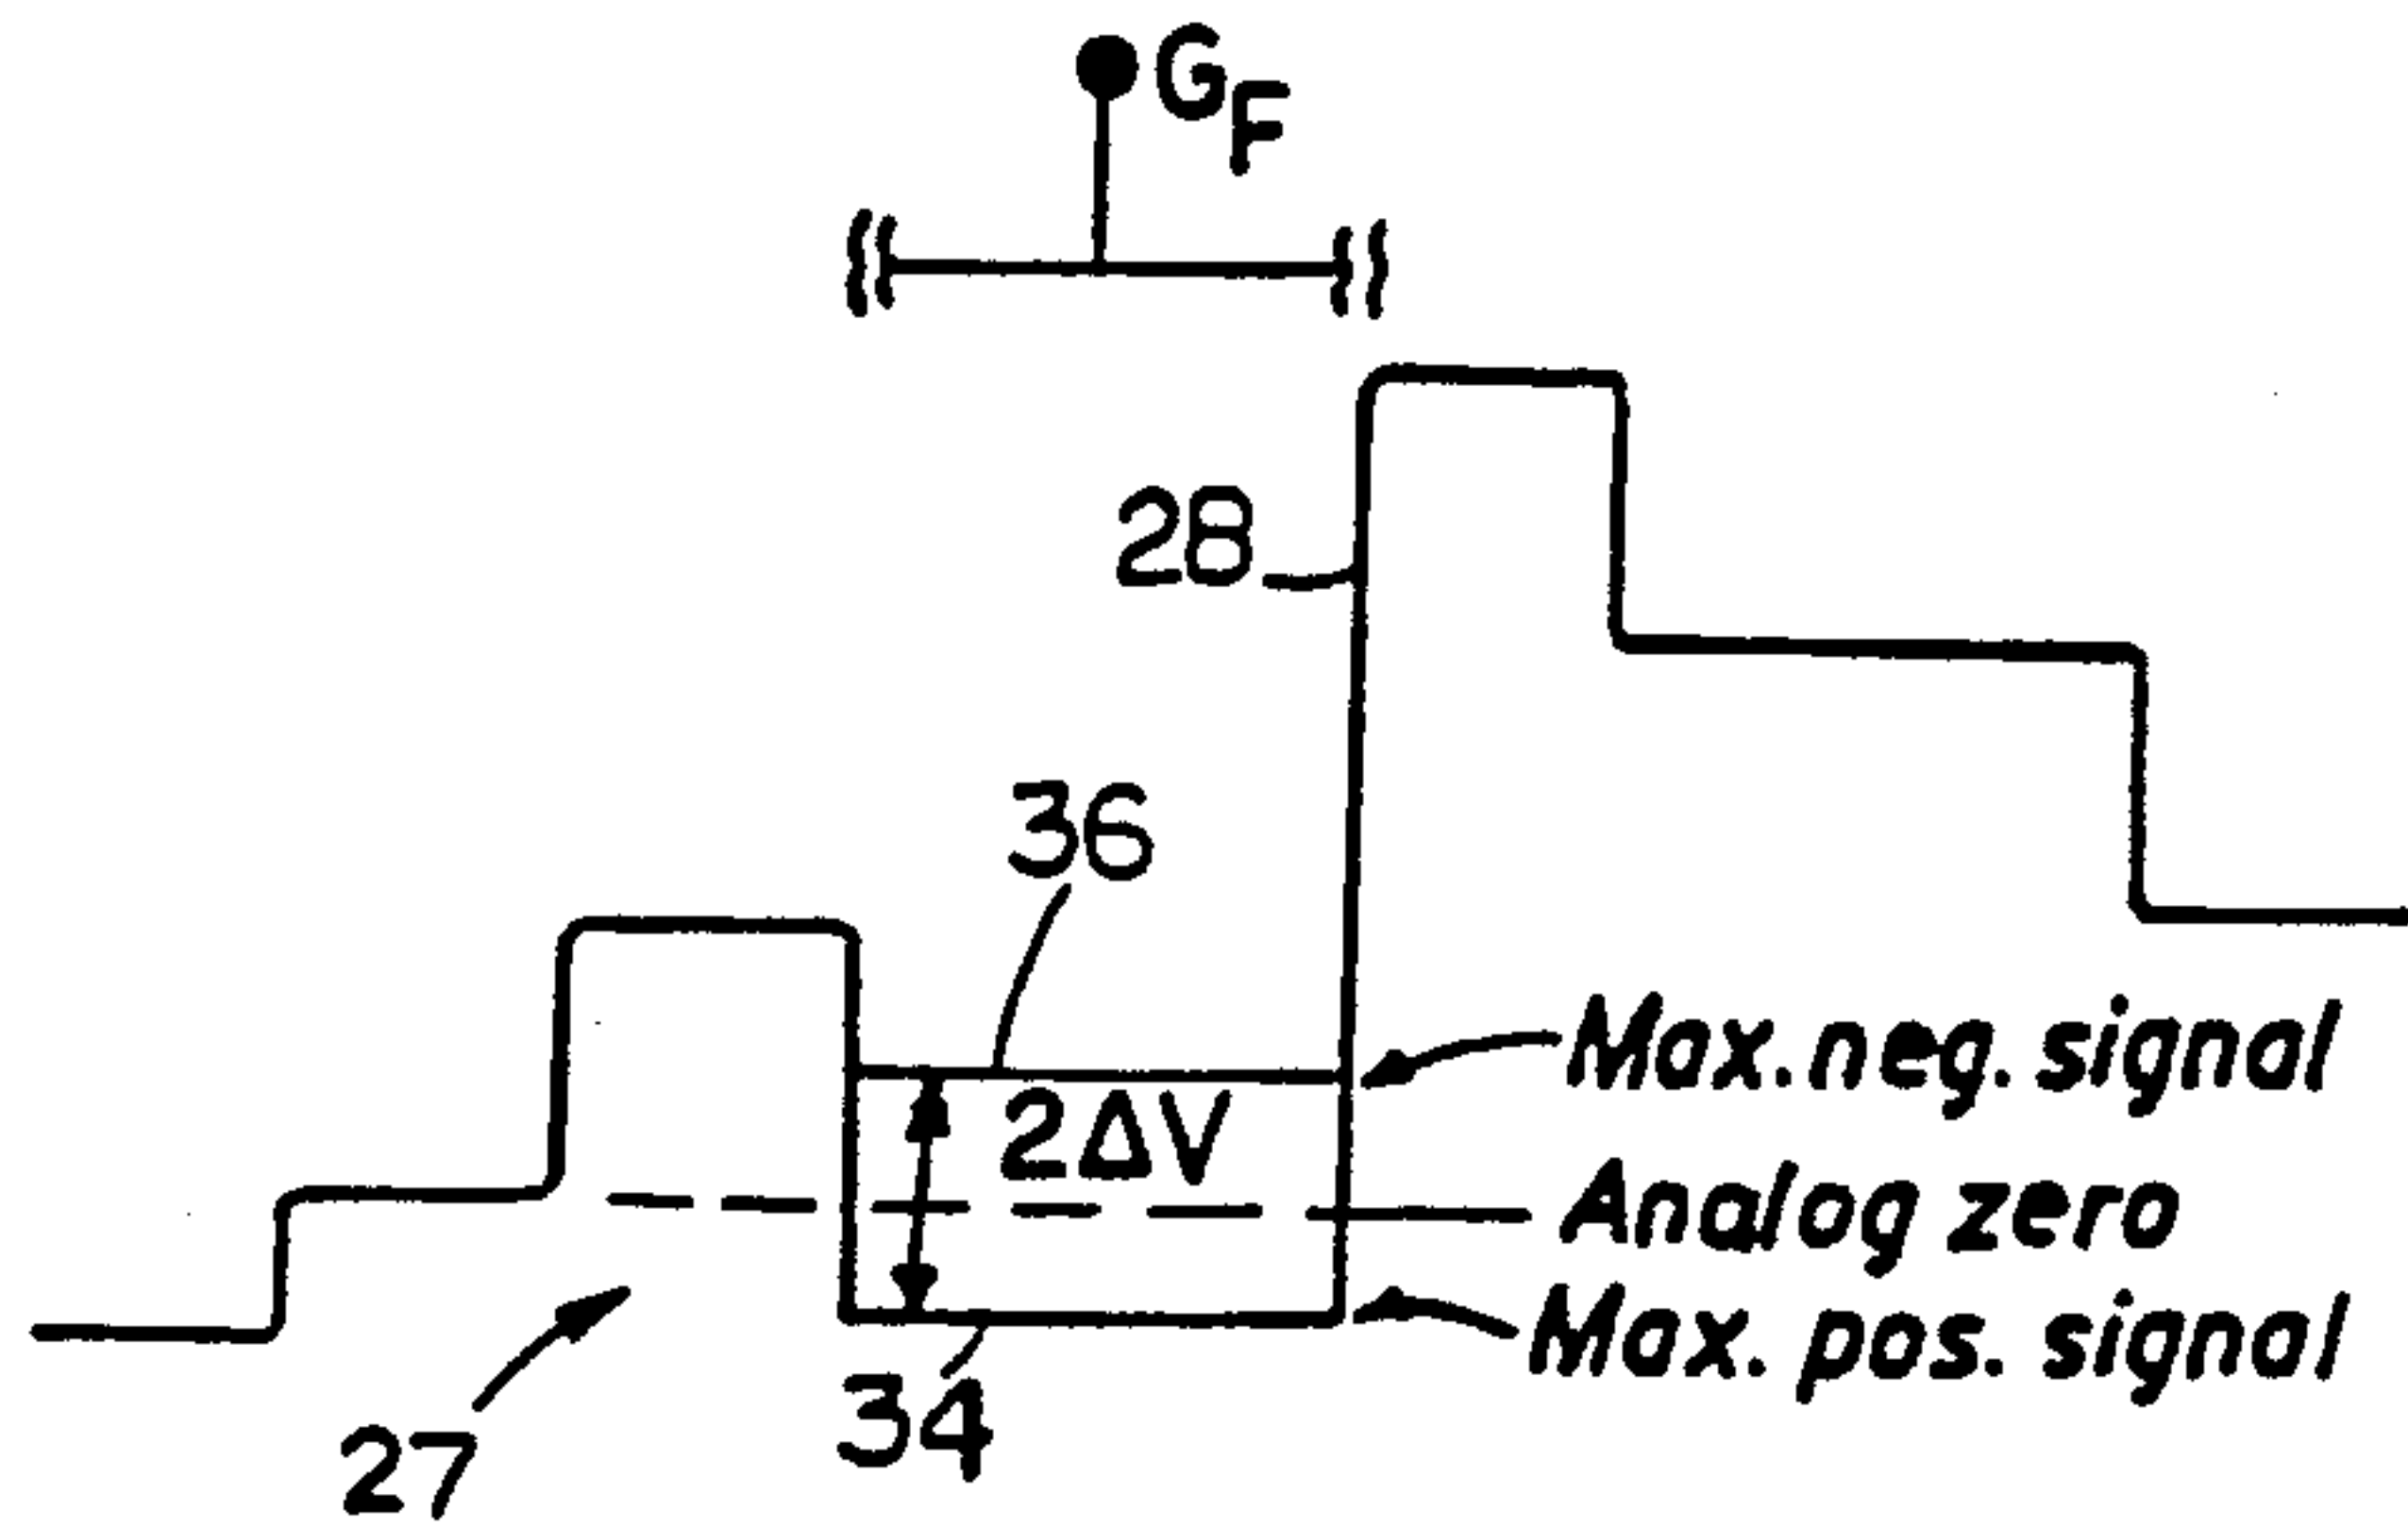 GF
28
36
Max. neg. signal
2ΔV
Analog zero
Max. pos. signal
34
27